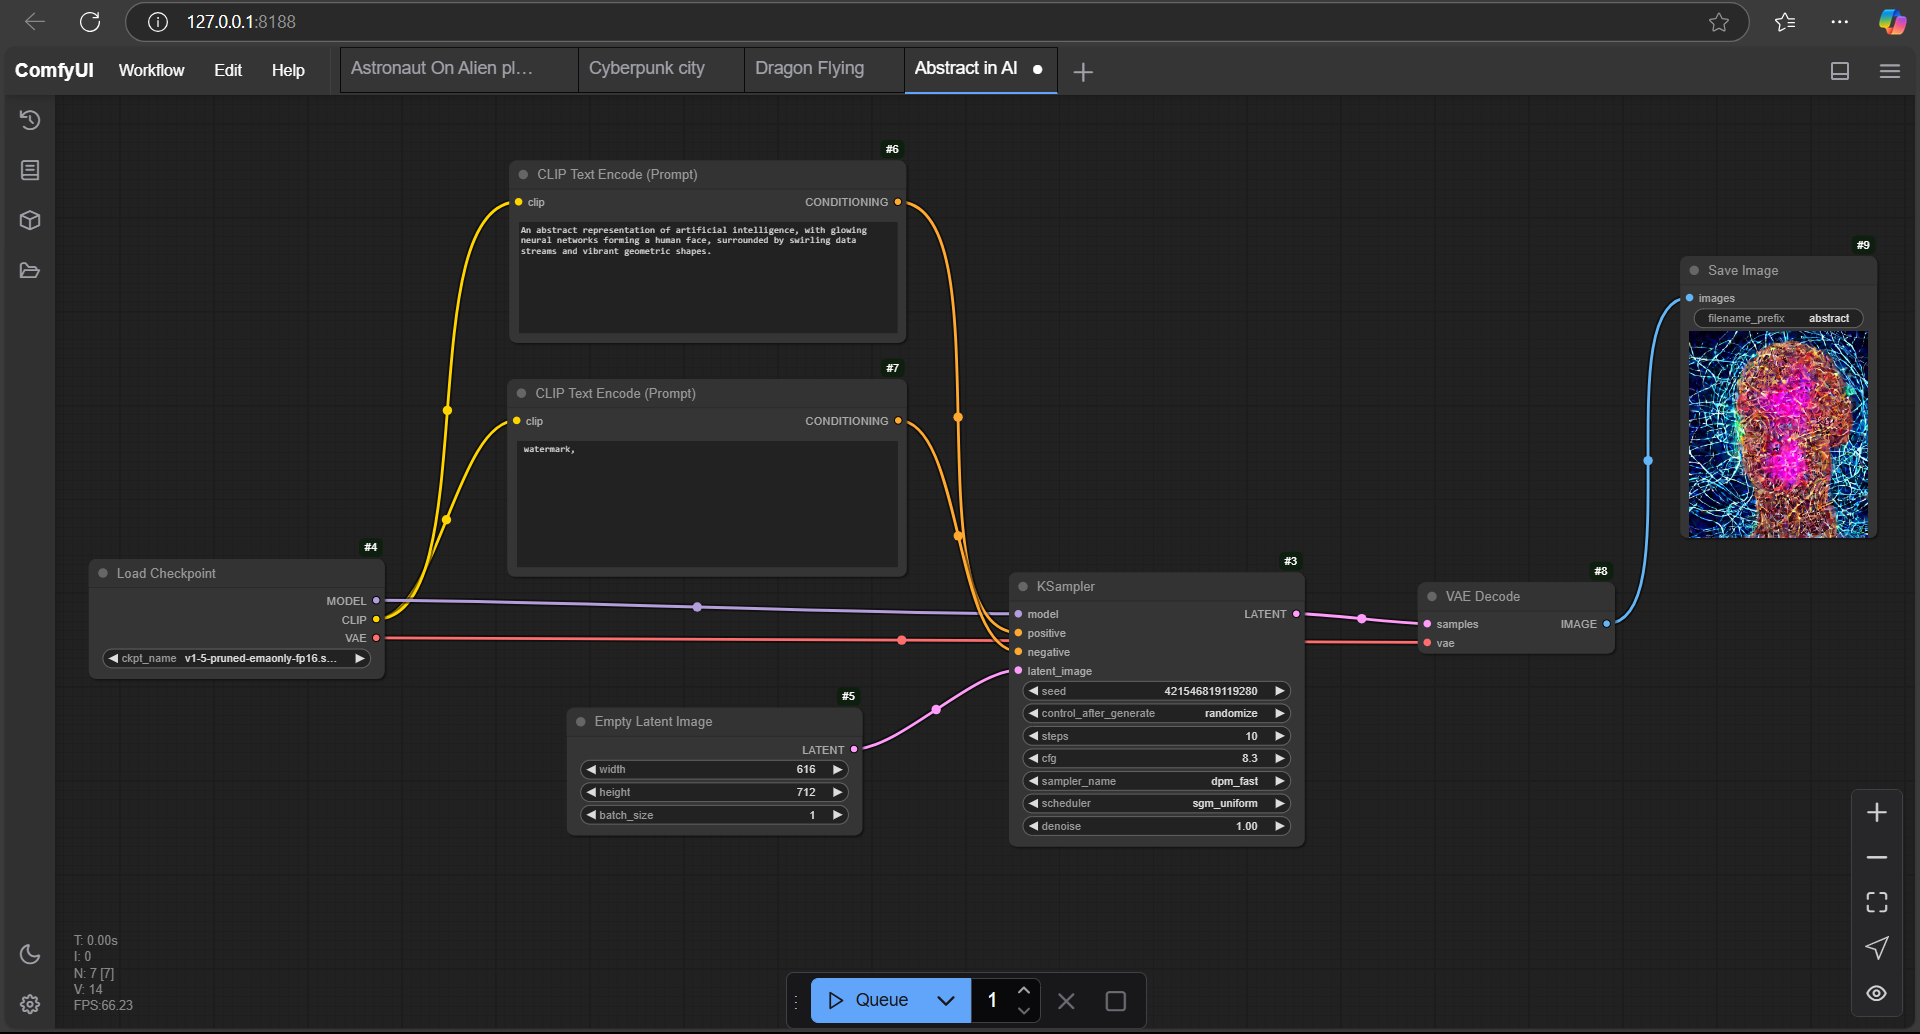 127.0.0.1:8188
ComfyUI Workflow Edit Help Astronaut On Alien pl... Cyberpunk city Dragon Flying Abstract in AI
#6
CLIP Text Encode (Prompt)
clip CONDITIONING
An abstract representation of artificial intelligence, with glowing
neural networks forming a human face, surrounded by swirling data
streams and vibrant geometric shapes.
#7
CLIP Text Encode (Prompt)
clip CONDITIONING
watermark,
#4
Load Checkpoint
MODEL
CLIP
VAE
ckpt_name v1-5-pruned-emaonly-fp16.s...
#5
Empty Latent Image
LATENT
width 616
height 712
batch_size 1
#3
KSampler
model LATENT
positive
negative
latent_image
seed 421546819119280
control_after_generate randomize
steps 10
cfg 8.3
sampler_name dpm_fast
scheduler sgm_uniform
denoise 1.00
#8
VAE Decode
samples IMAGE
vae
#9
Save Image
images
filename_prefix abstract
T: 0.00s
I: 0
N: 7 [7]
V: 14
FPS:66.23
Queue 1